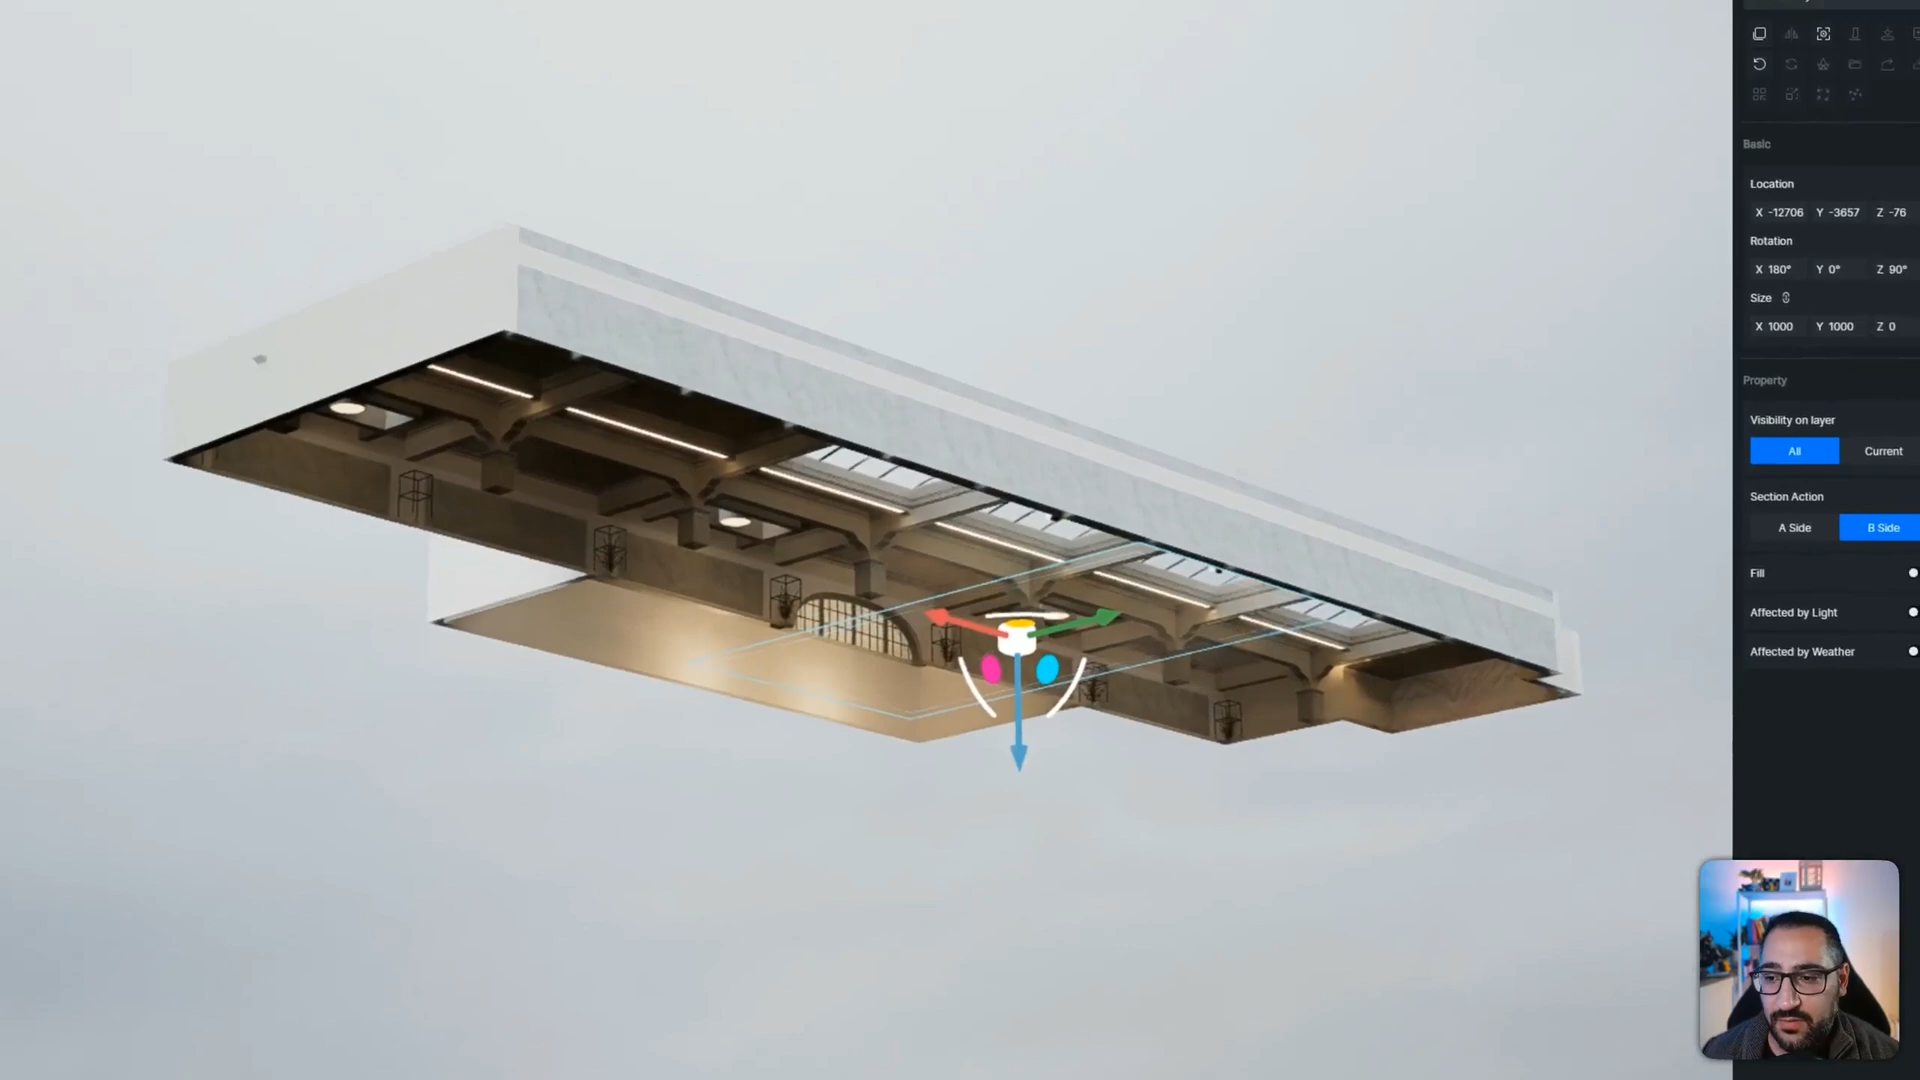 Basic
Location
X -12706 Y -3657 Z -76
Rotation
X 180° Y 0° Z 90°
Size
X 1000 Y 1000 Z 0
Property
Visibility on layer
All Current
Section Action
A Side B Side
Fill
Affected by Light
Affected by Weather